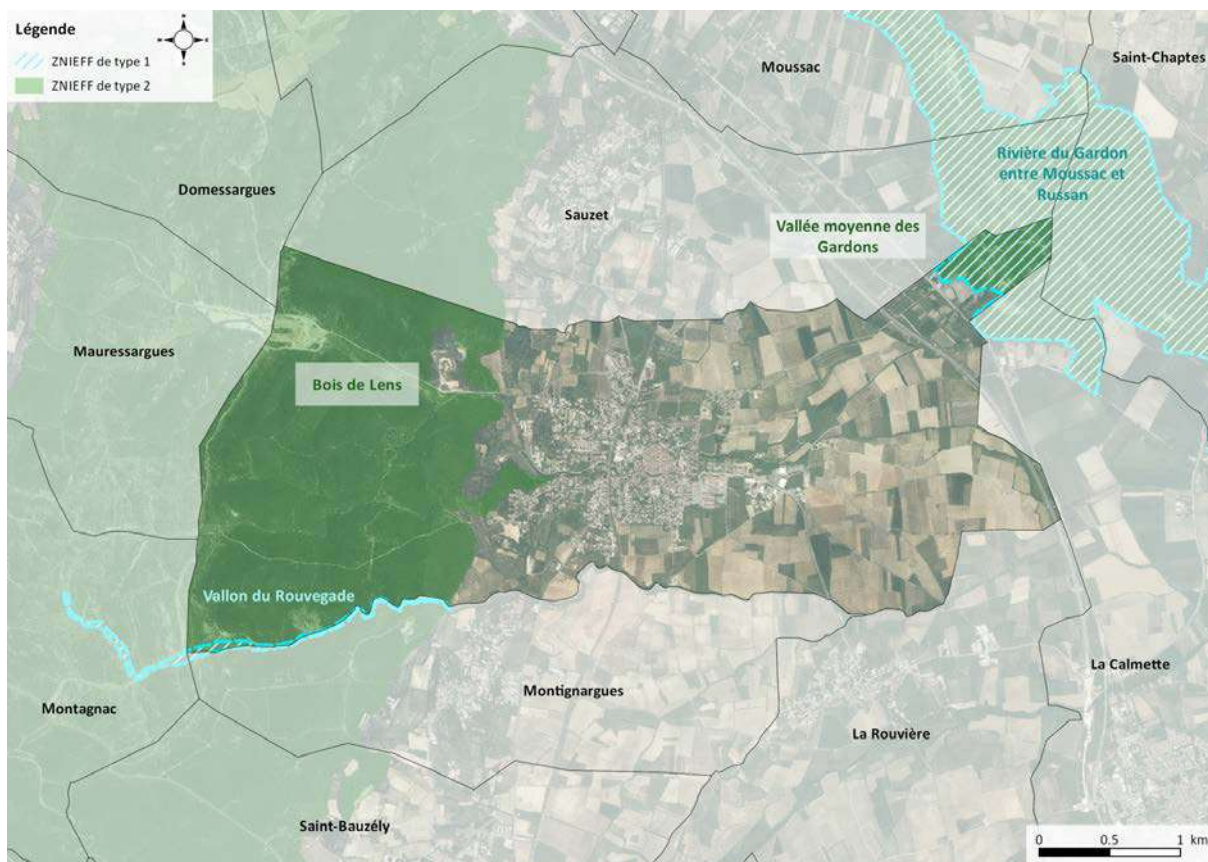 Légende
ZNIEFF de type 1
ZNIEFF de type 2
Moussac
Saint-Chaptes
Rivière du Gardon
entre Moussac et
Russan
Domessargues
Sauzet
Vallée moyenne des
Gardons
Mauressargues
Bois de Lens
Vallon du Rouvegade
Montagnac
Montignargues
La Calmette
La Rouvière
Saint-Bauzély
0 0.5 1 km